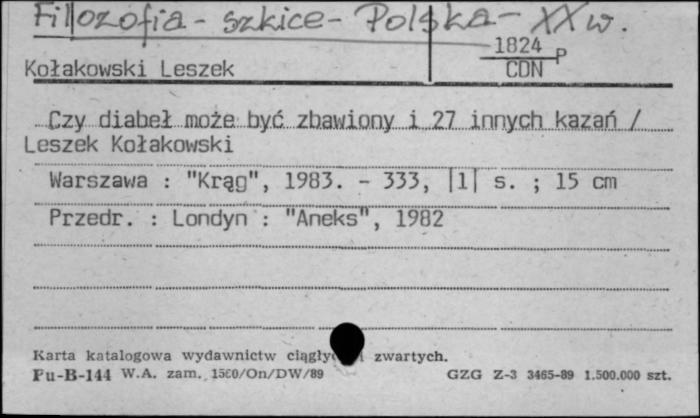 Filozofia - szkice - Polska - XX w.
1824 P
CDN
Kołakowski Leszek
Czy diabeł może być zbawiony i 27 innych kazań /
Leszek Kołakowski
Warszawa : "Krąg", 1983. - 333, |1| s. ; 15 cm
Przedr. : Londyn : "Aneks", 1982
Karta katalogowa wydawnictw zwartych.
Pu-B-144 W.A. zam. 1580/On/DW/89 GZG Z-3 3465-89 1.500.000 szt.